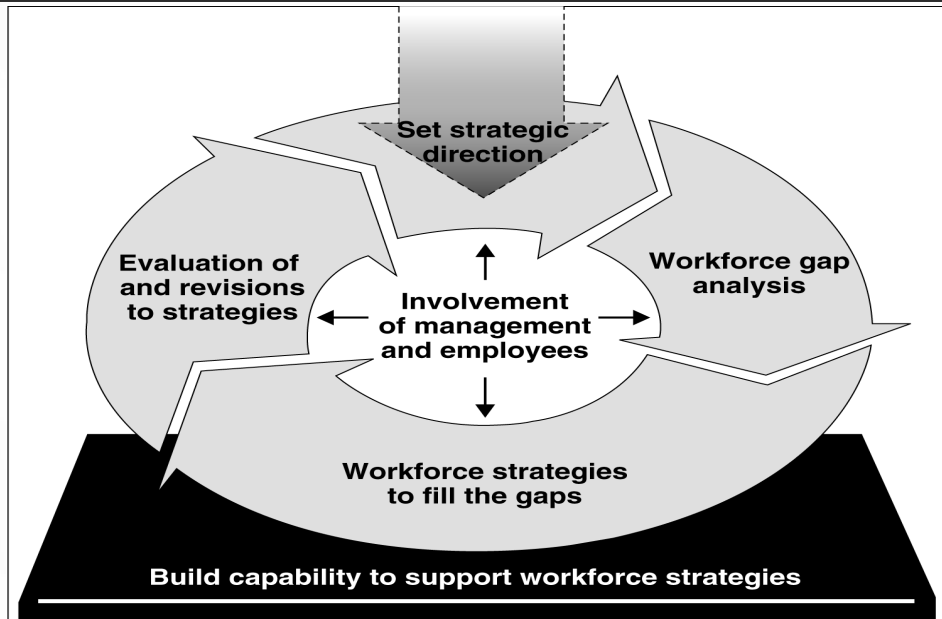 Set strategic
direction
Workforce gap
analysis
Evaluation of
and revisions
to strategies
Involvement
of management
and employees
Workforce strategies
to fill the gaps
Build capability to support workforce strategies